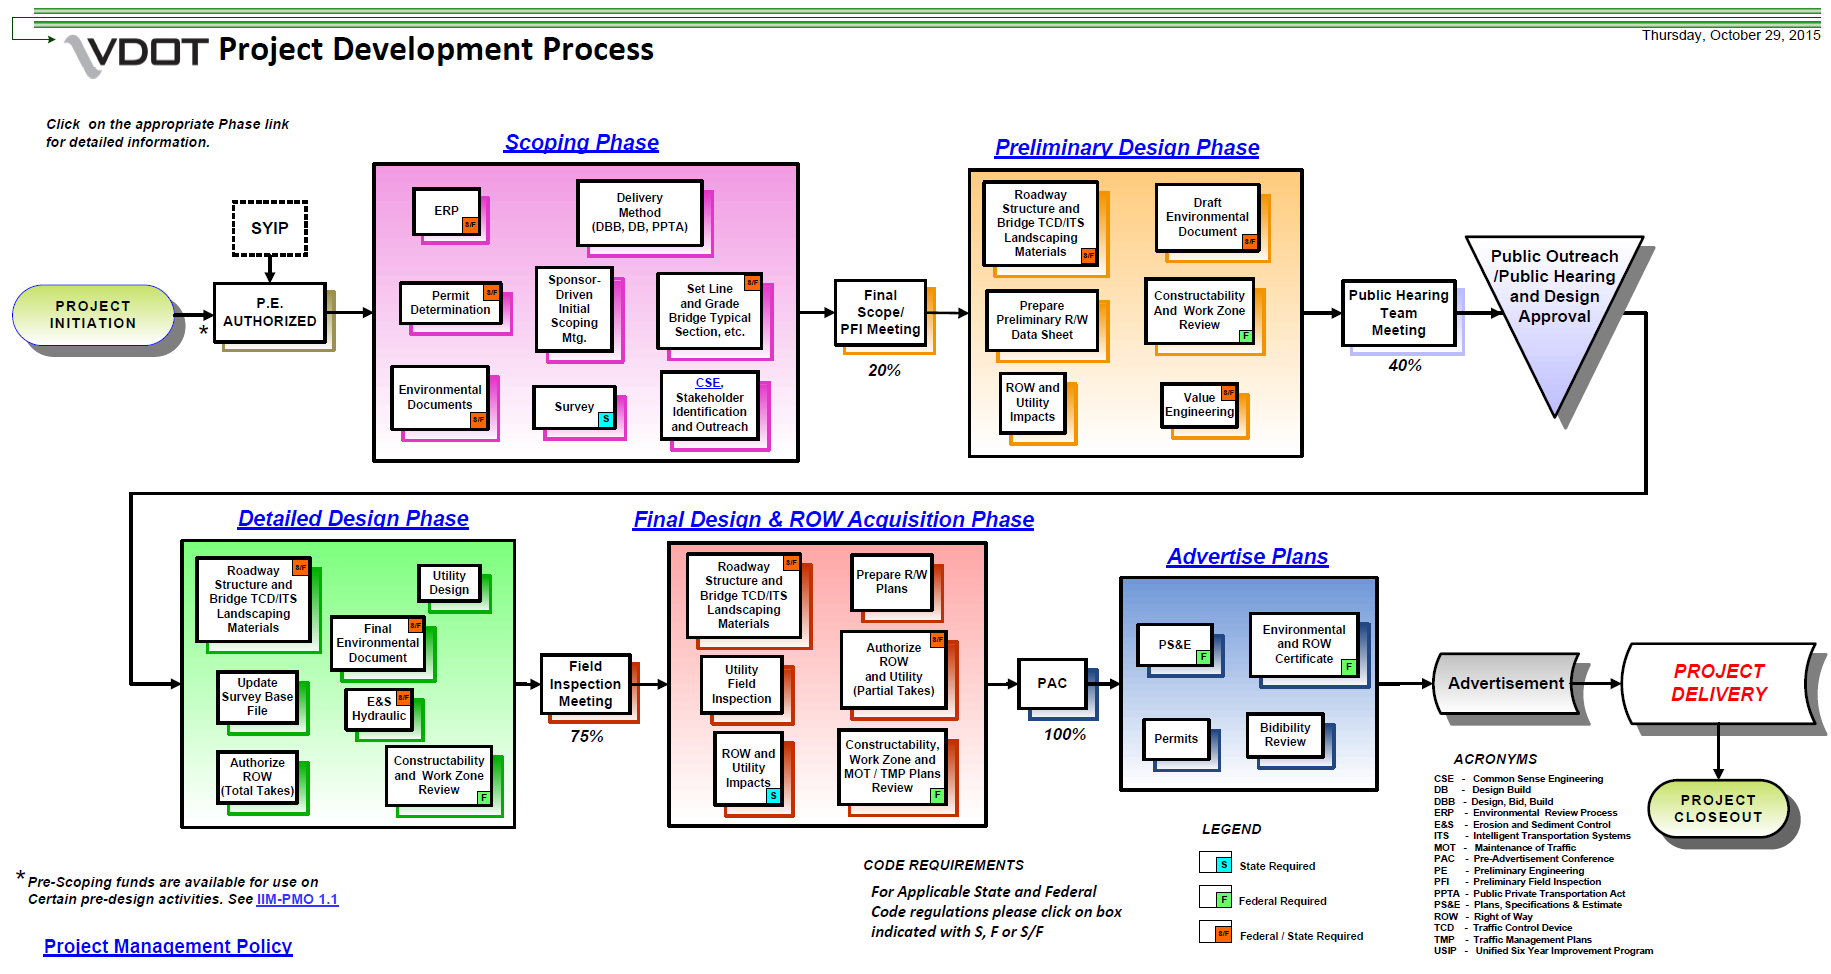 Thursday, October 29, 2015
VDOT Project Development Process
Click on the appropriate Phase link
for detailed information.
Scoping Phase
Preliminary Design Phase
SYIP
PROJECT
INITIATION
*
P.E.
AUTHORIZED
ERP
S/F
Delivery
Method
(DBB, DB, PPTA)
Permit
Determination
S/F
Sponsor-
Driven
Initial
Scoping
Mtg.
Set Line
and Grade
Bridge Typical
Section, etc.
S/F
Environmental
Documents
S/F
Survey
S
CSE,
Stakeholder
Identification
and Outreach
Final
Scope/
PFI Meeting
20%
Roadway
Structure and
Bridge TCD/ITS
Landscaping
Materials
S/F
Draft
Environmental
Document
S/F
Prepare
Preliminary R/W
Data Sheet
Constructability
And Work Zone
Review
F
ROW and
Utility
Impacts
Value
Engineering
S/F
Public Hearing
Team
Meeting
40%
Public Outreach
/Public Hearing
and Design
Approval
Detailed Design Phase
Final Design & ROW Acquisition Phase
Advertise Plans
Roadway
Structure and
Bridge TCD/ITS
Landscaping
Materials
S/F
Utility
Design
Final
Environmental
Document
S/F
Update
Survey Base
File
E&S
Hydraulic
S/F
Authorize
ROW
(Total Takes)
Constructability
and Work Zone
Review
F
Field
Inspection
Meeting
75%
Roadway
Structure and
Bridge TCD/ITS
Landscaping
Materials
S/F
Prepare R/W
Plans
Utility
Field
Inspection
Authorize
ROW
and Utility
(Partial Takes)
S/F
ROW and
Utility
Impacts
S
Constructability,
Work Zone and
MOT / TMP Plans
Review
F
PAC
100%
PS&E
F
Environmental
and ROW
Certificate
F
Permits
Bidibility
Review
Advertisement
PROJECT
DELIVERY
PROJECT
CLOSEOUT
ACRONYMS
CSE - Common Sense Engineering
DB - Design Build
DBB - Design, Bid, Build
ERP - Environmental Review Process
E&S - Erosion and Sediment Control
ITS - Intelligent Transportation Systems
MOT - Maintenance of Traffic
PAC - Pre-Advertisement Conference
PE - Preliminary Engineering
PFI - Preliminary Field Inspection
PPTA - Public Private Transportation Act
PS&E - Plans, Specifications & Estimate
ROW - Right of Way
TCD - Traffic Control Device
TMP - Traffic Management Plans
USIP - Unified Six Year Improvement Program
LEGEND
S State Required
F Federal Required
S/F Federal / State Required
CODE REQUIREMENTS
For Applicable State and Federal
Code regulations please click on box
indicated with S, F or S/F
* Pre-Scoping funds are available for use on
Certain pre-design activities. See IIM-PMO 1.1
Project Management Policy